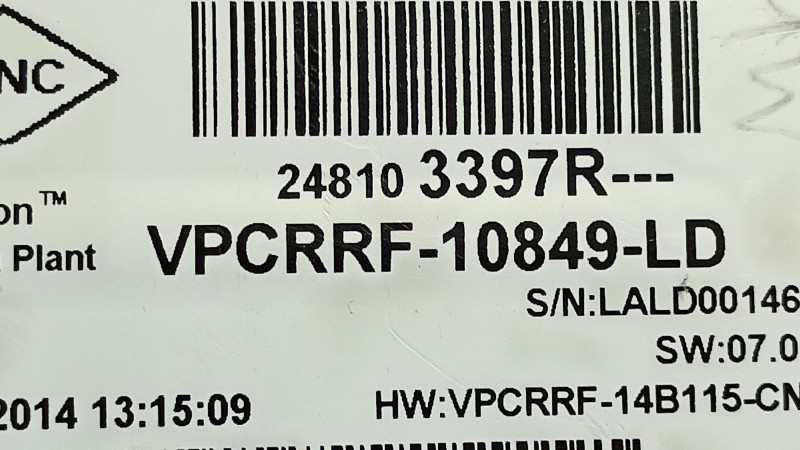 NC
24810 3397R---
on™
VPCRRF-10849-LD
Plant
S/N:LALD00146
SW:07.0
2014 13:15:09
HW:VPCRRF-14B115-CN